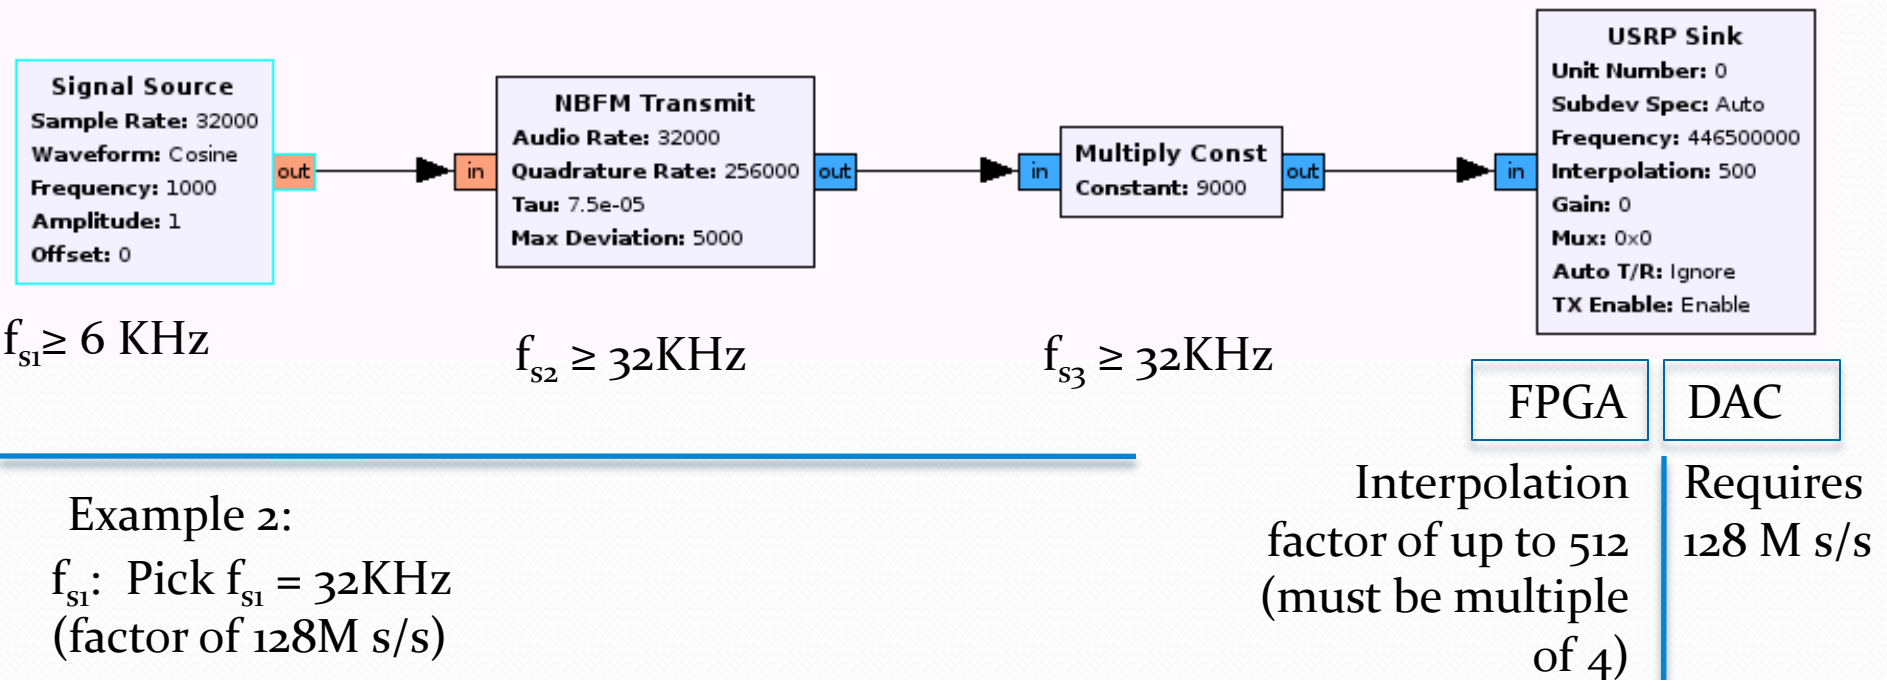 Signal Source
Sample Rate: 32000
Waveform: Cosine
Frequency: 1000
Amplitude: 1
Offset: 0
out
in
NBFM Transmit
Audio Rate: 32000
Quadrature Rate: 256000
Tau: 7.5e-05
Max Deviation: 5000
out
in
Multiply Const
Constant: 9000
out
in
USRP Sink
Unit Number: 0
Subdev Spec: Auto
Frequency: 446500000
Interpolation: 500
Gain: 0
Mux: 0x0
Auto T/R: Ignore
TX Enable: Enable
fs1≥ 6 KHz
fs2 ≥ 32KHz
fs3 ≥ 32KHz
FPGA
DAC
Example 2:
fs1: Pick fs1 = 32KHz
(factor of 128M s/s)
Interpolation
factor of up to 512
(must be multiple
of 4)
Requires
128 M s/s